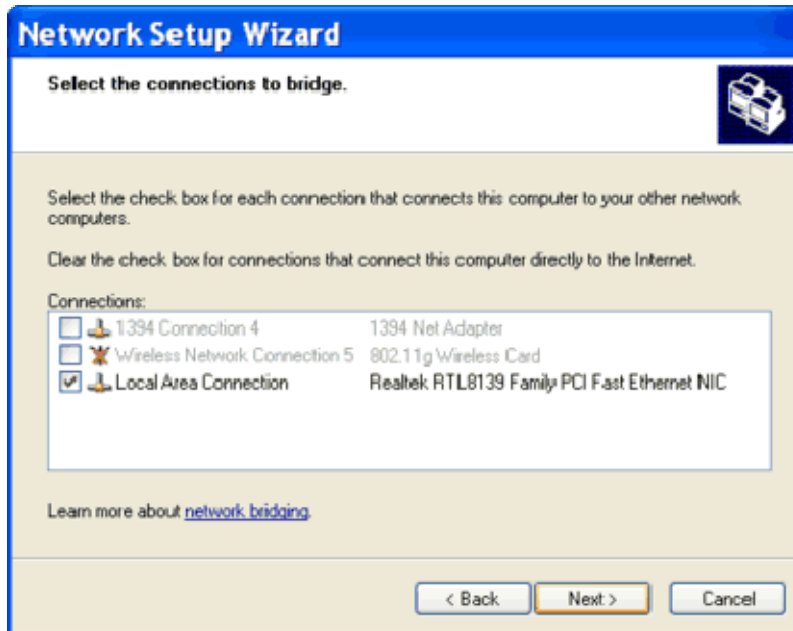 Network Setup Wizard
Select the connections to bridge.
Select the check box for each connection that connects this computer to your other network
computers.
Clear the check box for connections that connect this computer directly to the Internet.
Connections:
1394 Connection 4 1394 Net Adapter
Wireless Network Connection 5 802.11g Wireless Card
Local Area Connection Realtek RTL8139 Family PCI Fast Ethernet NIC
Learn more about network bridging.
< Back Next > Cancel